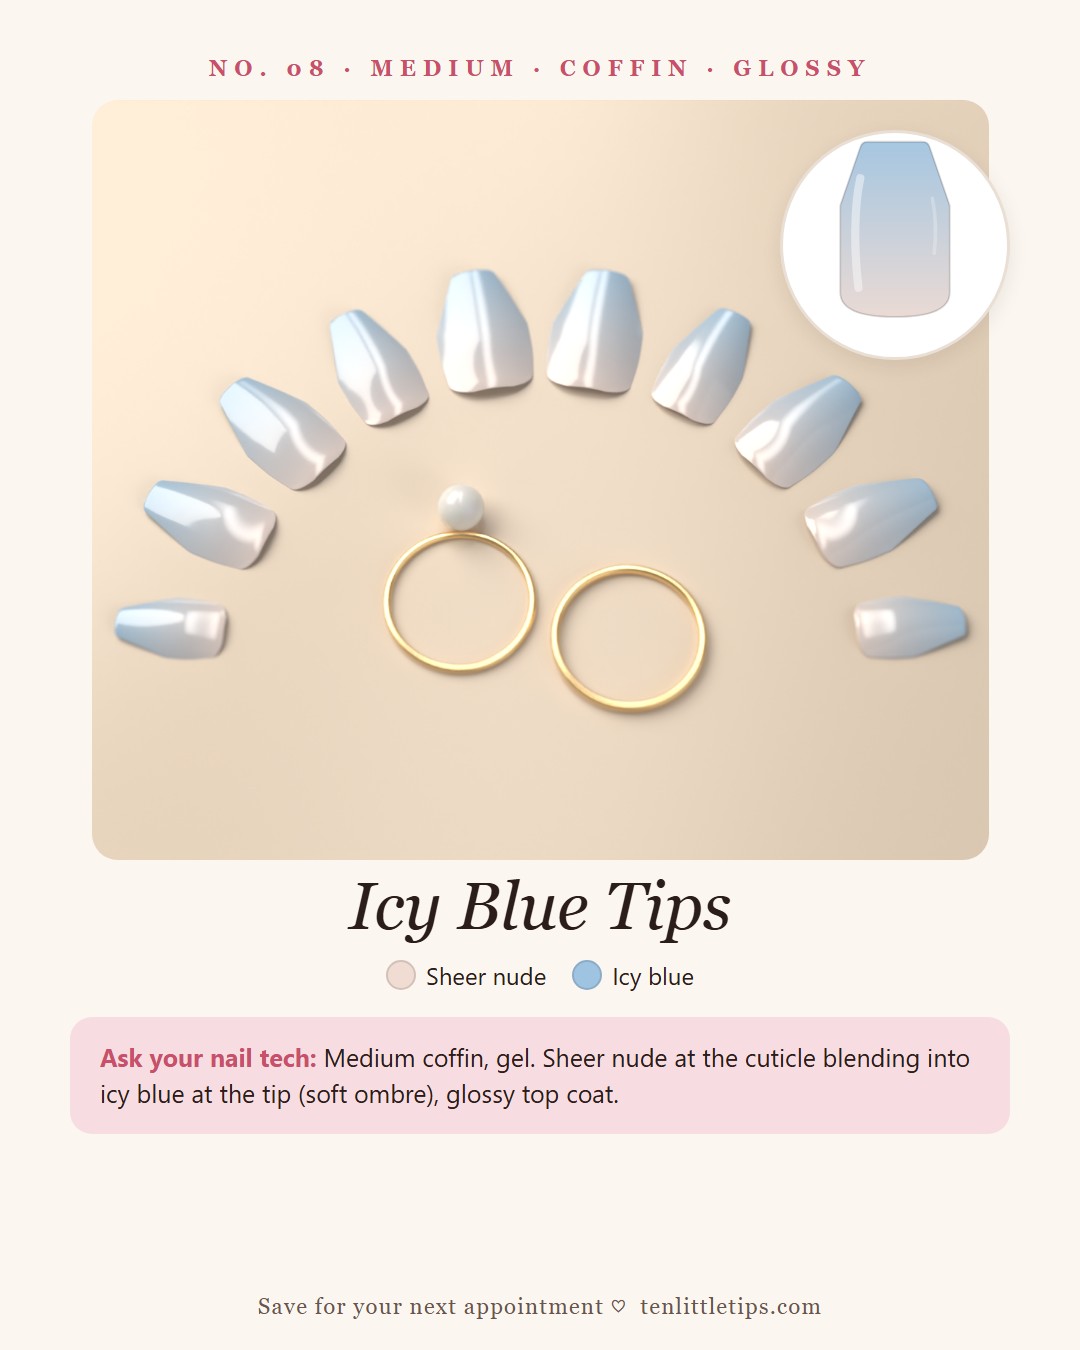 NO. 08 · MEDIUM · COFFIN · GLOSSY
Icy Blue Tips
Sheer nude Icy blue
Ask your nail tech: Medium coffin, gel. Sheer nude at the cuticle blending into
icy blue at the tip (soft ombre), glossy top coat.
Save for your next appointment ♡ tenlittletips.com